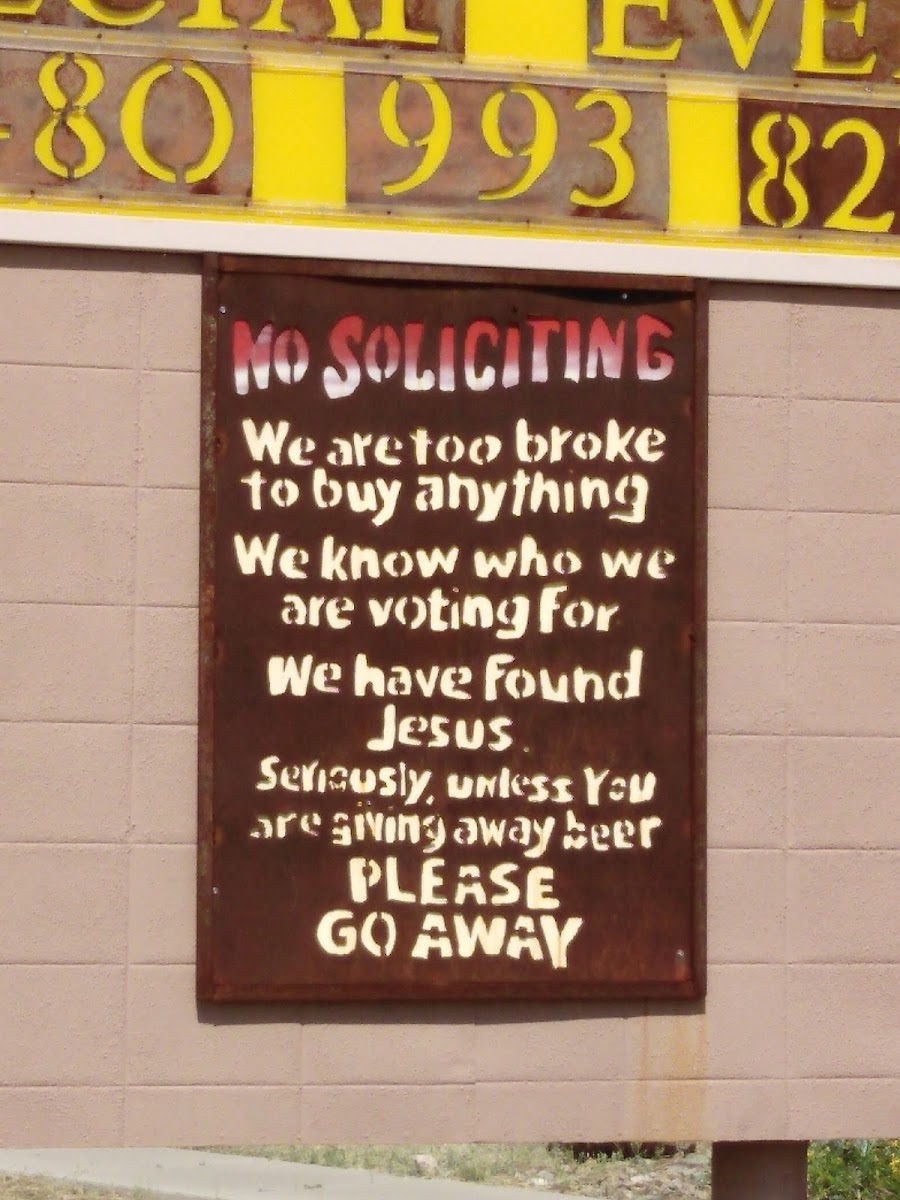 EVE
80 993 82
NO SOLICITING
We are too broke
to buy anything
We know who we
are voting for
We have found
Jesus.
Seriously, unless You
are giving away beer
PLEASE
GO AWAY